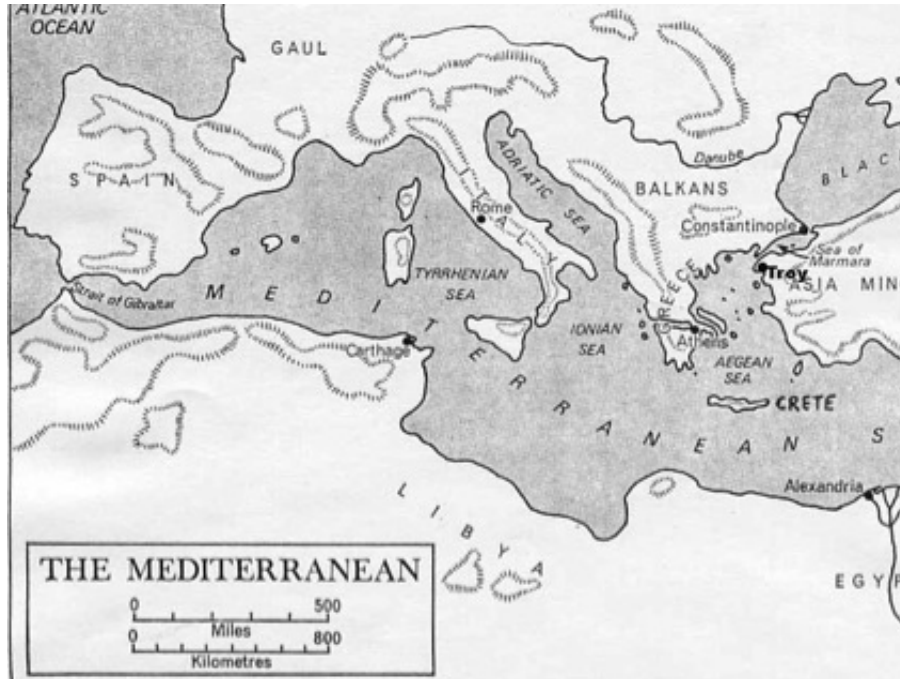 ATLANTIC
OCEAN
GAUL
SPAIN
ITALY
Rome
ADRIATIC SEA
TYRRHENIAN
SEA
BALKANS
Danube
BLAC
Constantinople
Sea of
Marmara
Troy
ASIA MIN
GREECE
Athens
IONIAN
SEA
AEGEAN
SEA
CRETE
Strait of Gibraltar
Carthage
MEDITERRANEAN S
Alexandria
LIBYA
EGYP
THE MEDITERRANEAN
0 500
Miles
0 800
Kilometres